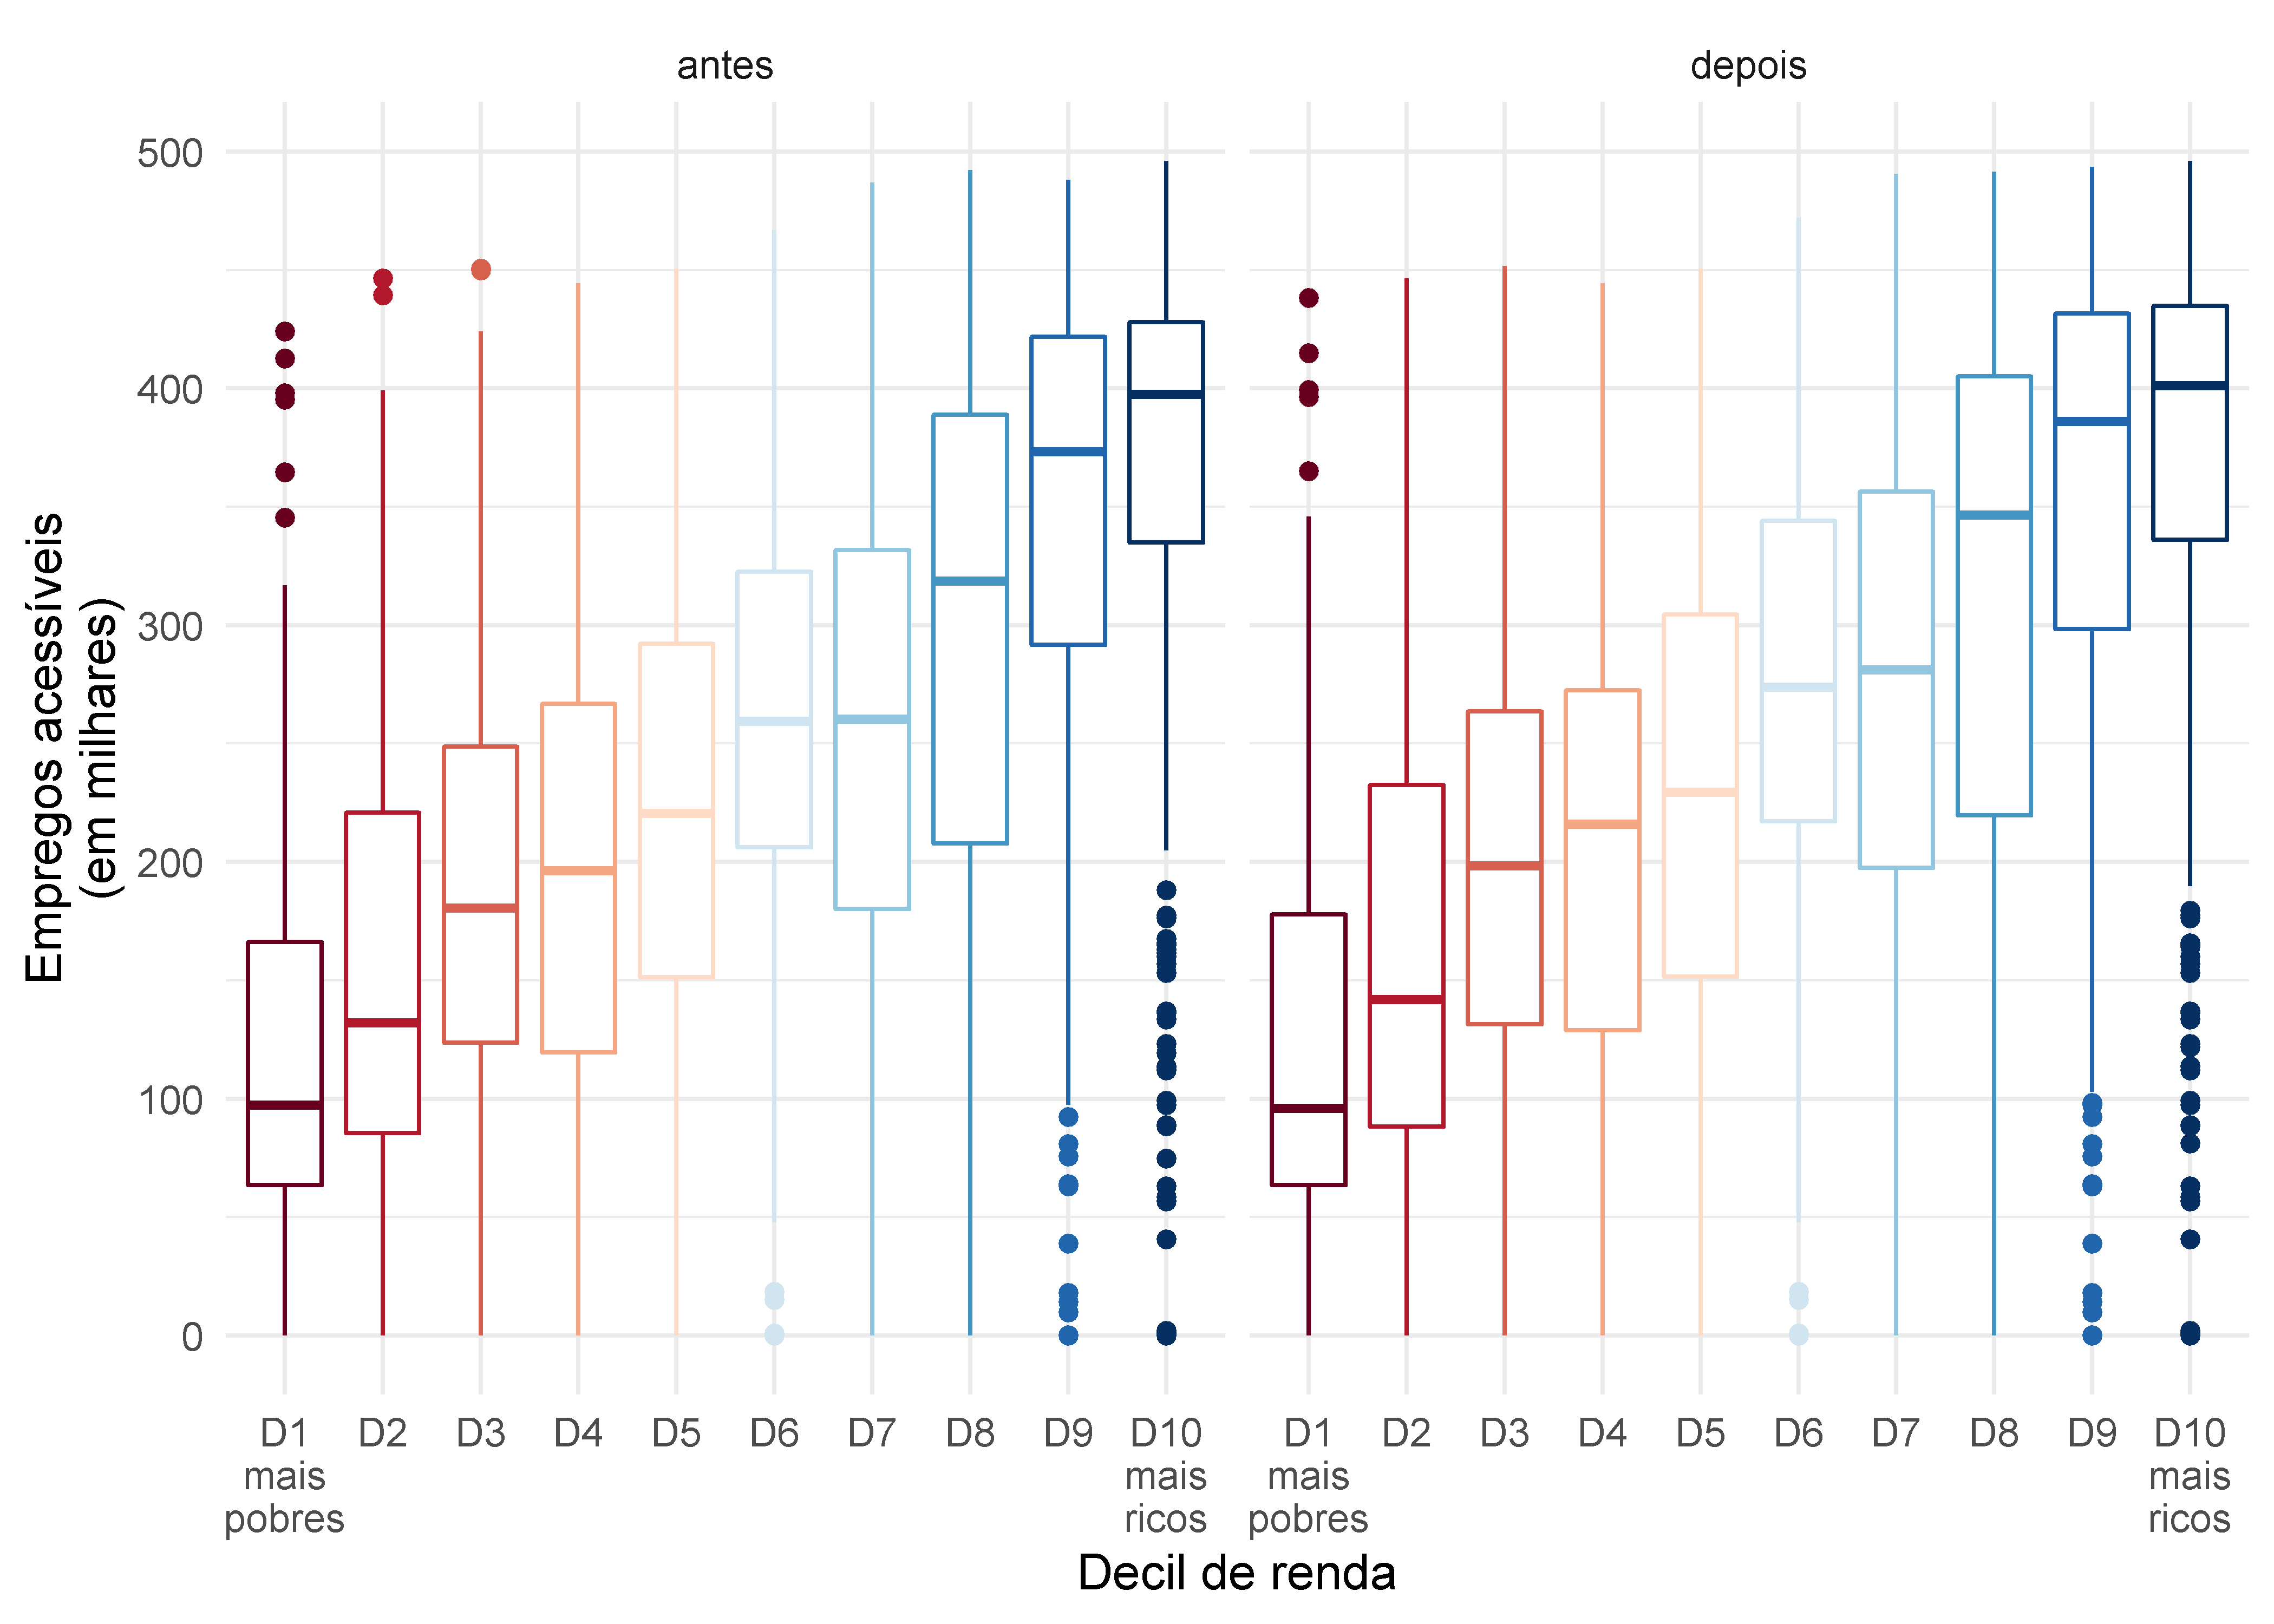 antes
depois
Empregos acessíveis
(em milhares)
500
400
300
200
100
0
D1
mais
pobres
D2
D3
D4
D5
D6
D7
D8
D9
D10
mais
ricos
D1
mais
pobres
D2
D3
D4
D5
D6
D7
D8
D9
D10
mais
ricos
Decil de renda